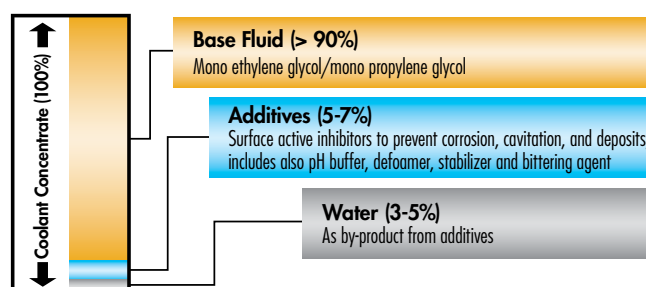 Coolant Concentrate (100%)
Base Fluid (> 90%)
Mono ethylene glycol/mono propylene glycol
Additives (5-7%)
Surface active inhibitors to prevent corrosion, cavitation, and deposits
includes also pH buffer, defoamer, stabilizer and bittering agent
Water (3-5%)
As by-product from additives